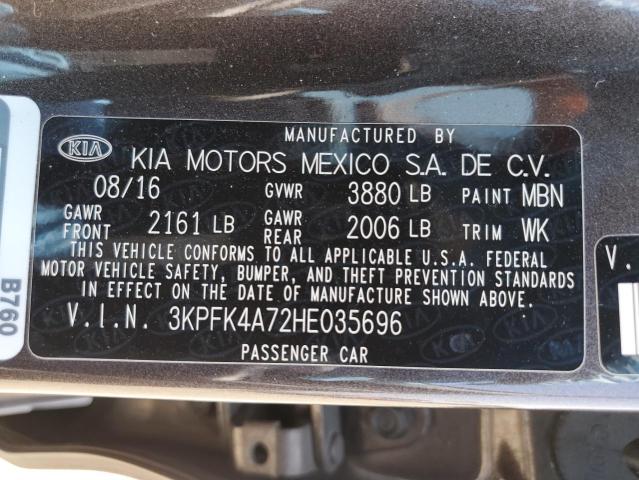 MANUFACTURED BY
KIA KIA MOTORS MEXICO S.A. DE C.V.
08/16 GVWR 3880 LB PAINT MBN
GAWR FRONT 2161 LB GAWR REAR 2006 LB TRIM WK
THIS VEHICLE CONFORMS TO ALL APPLICABLE U.S.A. FEDERAL
MOTOR VEHICLE SAFETY, BUMPER, AND THEFT PREVENTION STANDARDS
IN EFFECT ON THE DATE OF MANUFACTURE SHOWN ABOVE.
V.I.N. 3KPFK4A72HE035696
PASSENGER CAR
B760
V.